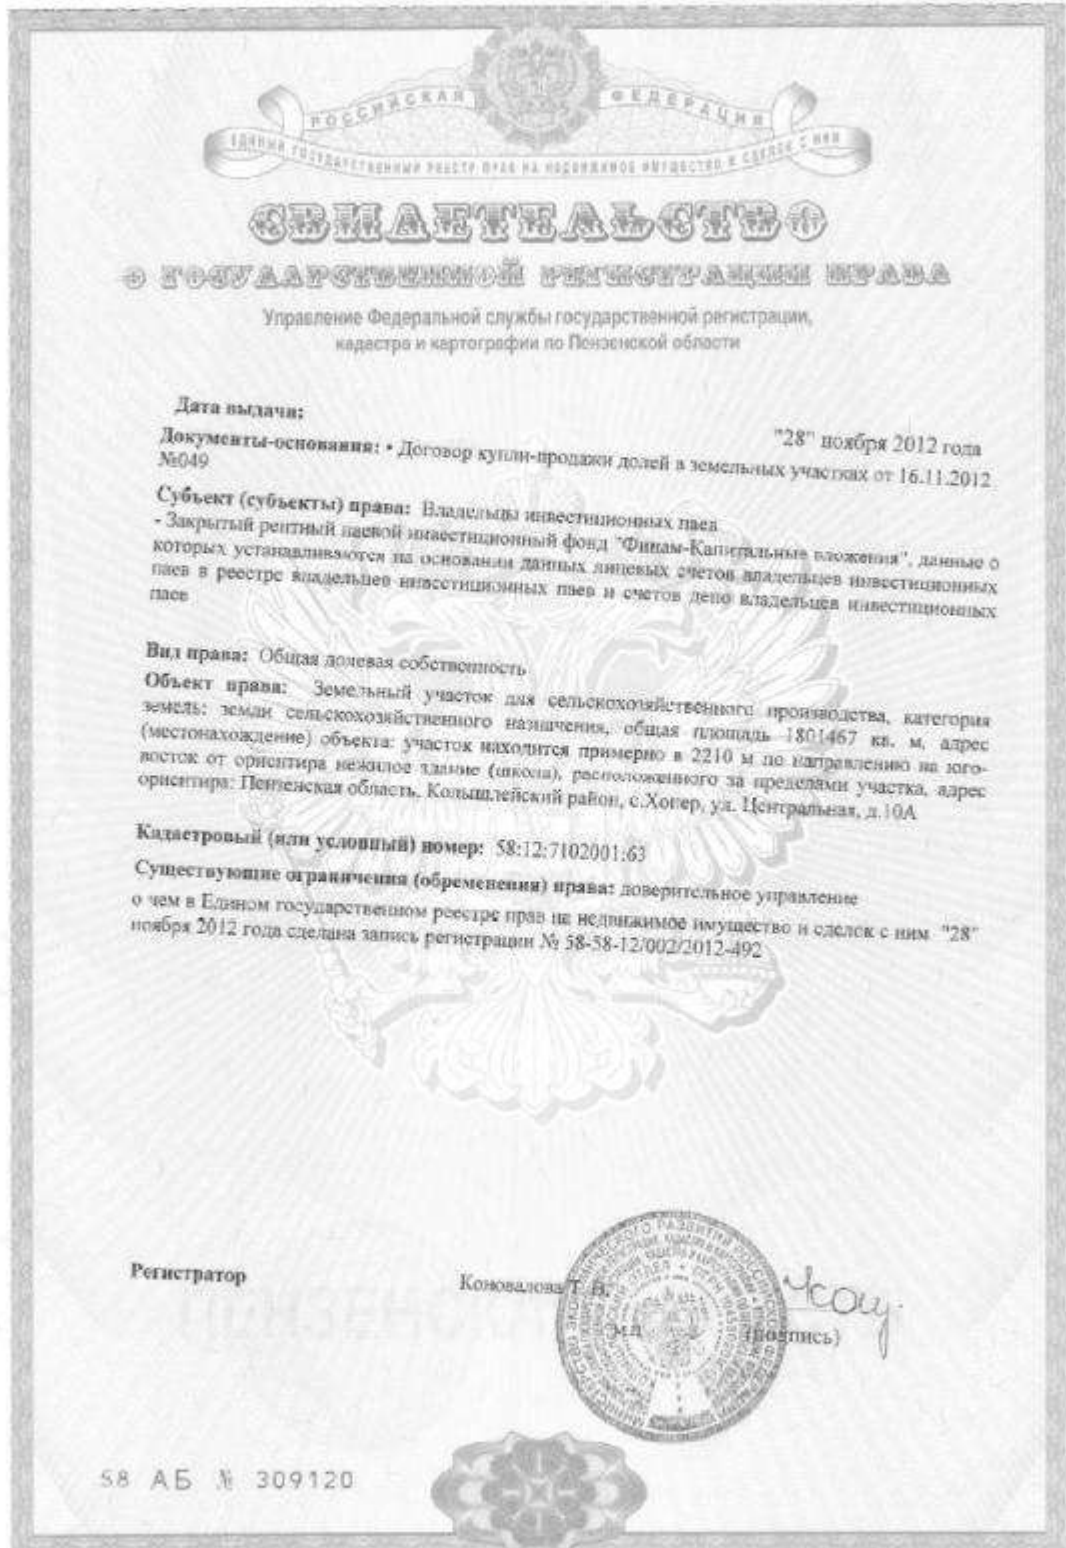 РОССИЙСКАЯ ФЕДЕРАЦИЯ
ЕДИНЫЙ ГОСУДАРСТВЕННЫЙ РЕЕСТР ПРАВ НА НЕДВИЖИМОЕ ИМУЩЕСТВО И СДЕЛОК С НИМ
СВИДЕТЕЛЬСТВО
О ГОСУДАРСТВЕННОЙ РЕГИСТРАЦИИ ПРАВА
Управление Федеральной службы государственной регистрации,
кадастра и картографии по Пензенской области
Дата выдачи:
"28" ноября 2012 года
Документы-основания: • Договор купли-продажи долей в земельных участках от 16.11.2012
№049
Субъект (субъекты) права: Владельцы инвестиционных паев
- Закрытый рентный паевой инвестиционный фонд "Финам-Капитальные вложения", данные о
которых устанавливаются на основании данных лицевых счетов владельцев инвестиционных
паев в реестре владельцев инвестиционных паев и счетов депо владельцев инвестиционных
паев
Вид права: Общая долевая собственность
Объект права: Земельный участок для сельскохозяйственного производства, категория
земель: земли сельскохозяйственного назначения, общая площадь 1801467 кв. м, адрес
(местонахождение) объекта: участок находится примерно в 2210 м по направлению на юго-
восток от ориентира нежилое здание (школа), расположенного за пределами участка, адрес
ориентира: Пензенская область, Колышлейский район, с.Хопер, ул. Центральная, д.10А
Кадастровый (или условный) номер: 58:12:7102001:63
Существующие ограничения (обременения) права: доверительное управление
о чем в Едином государственном реестре прав на недвижимое имущество и сделок с ним "28"
ноября 2012 года сделана запись регистрации № 58-58-12/002/2012-492
Регистратор
Коновалова Т. В.
м.п.
(подпись)
58 АБ № 309120